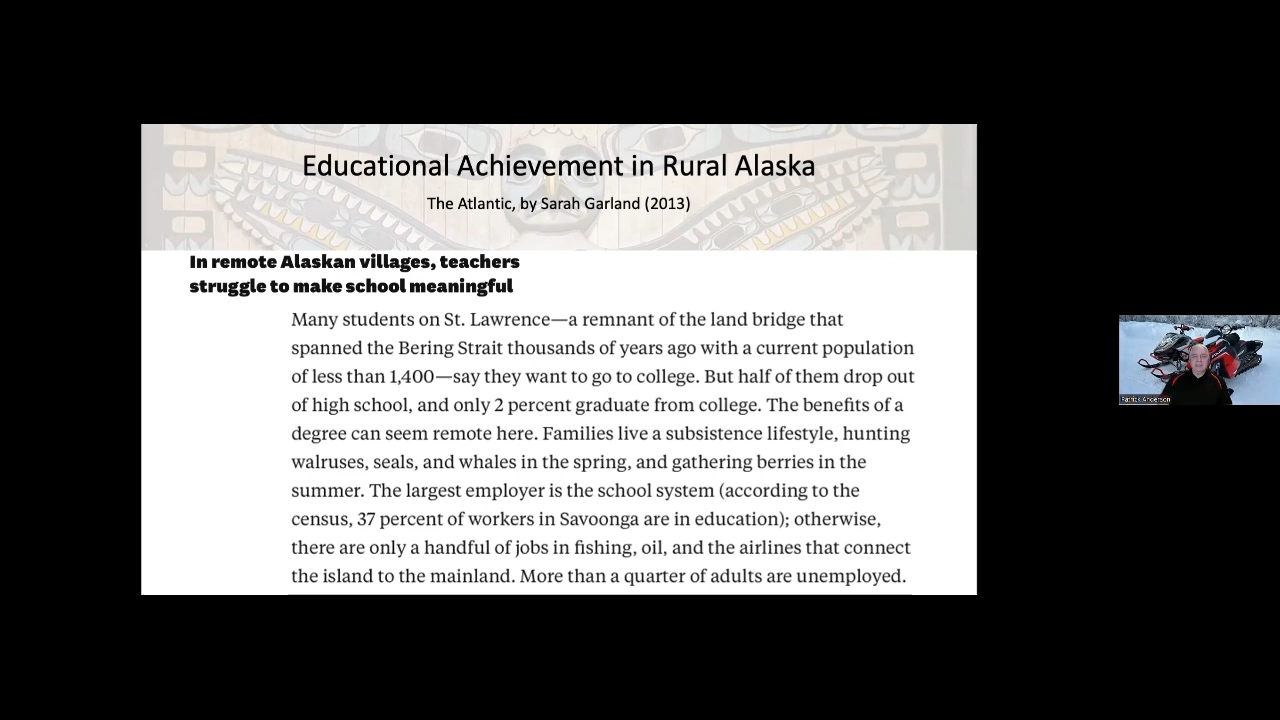 Educational Achievement in Rural Alaska
The Atlantic, by Sarah Garland (2013)
In remote Alaskan villages, teachers
struggle to make school meaningful
Many students on St. Lawrence—a remnant of the land bridge that
spanned the Bering Strait thousands of years ago with a current population
of less than 1,400—say they want to go to college. But half of them drop out
of high school, and only 2 percent graduate from college. The benefits of a
degree can seem remote here. Families live a subsistence lifestyle, hunting
walruses, seals, and whales in the spring, and gathering berries in the
summer. The largest employer is the school system (according to the
census, 37 percent of workers in Savoonga are in education); otherwise,
there are only a handful of jobs in fishing, oil, and the airlines that connect
the island to the mainland. More than a quarter of adults are unemployed.
Patrick Anderson